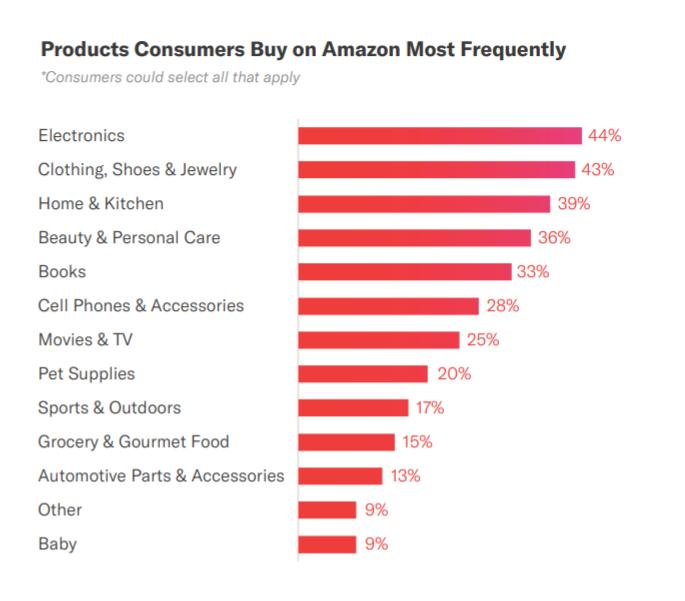 Products Consumers Buy on Amazon Most Frequently
*Consumers could select all that apply
Electronics 44%
Clothing, Shoes & Jewelry 43%
Home & Kitchen 39%
Beauty & Personal Care 36%
Books 33%
Cell Phones & Accessories 28%
Movies & TV 25%
Pet Supplies 20%
Sports & Outdoors 17%
Grocery & Gourmet Food 15%
Automotive Parts & Accessories 13%
Other 9%
Baby 9%